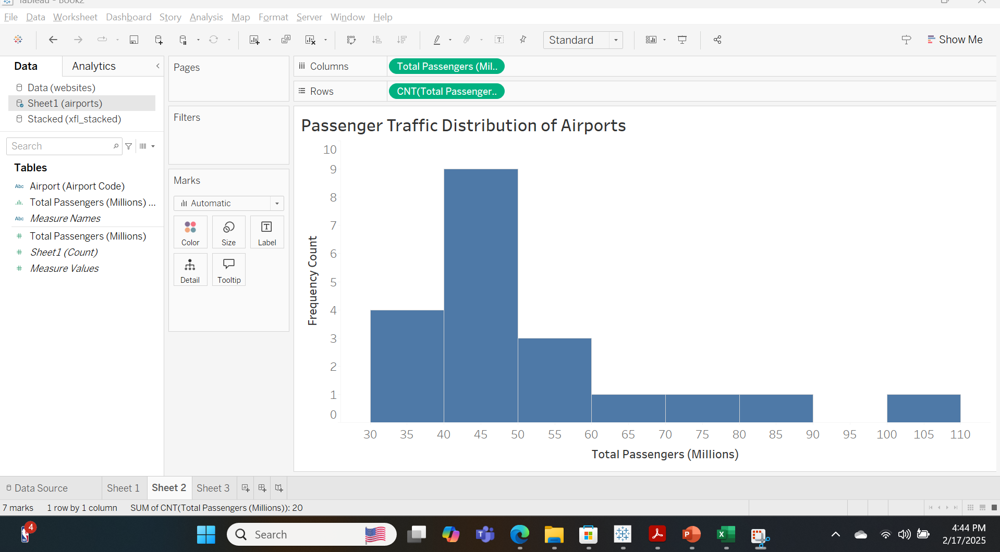 Tableau - Book2
File Data Worksheet Dashboard Story Analysis Map Format Server Window Help
Standard
Show Me
Data Analytics
Data (websites)
Sheet1 (airports)
Stacked (xfl_stacked)
Search
Tables
Abc Airport (Airport Code)
Total Passengers (Millions) ...
Abc Measure Names
# Total Passengers (Millions)
# Sheet1 (Count)
# Measure Values
Pages
Filters
Marks
Automatic
Color Size Label
Detail Tooltip
Columns Total Passengers (Mil..
Rows CNT(Total Passenger..
Passenger Traffic Distribution of Airports
Frequency Count
10
9
8
7
6
5
4
3
2
1
0
30 35 40 45 50 55 60 65 70 75 80 85 90 95 100 105 110
Total Passengers (Millions)
Data Source Sheet 1 Sheet 2 Sheet 3
7 marks 1 row by 1 column SUM of CNT(Total Passengers (Millions)): 20
4
Search
4:44 PM
2/17/2025